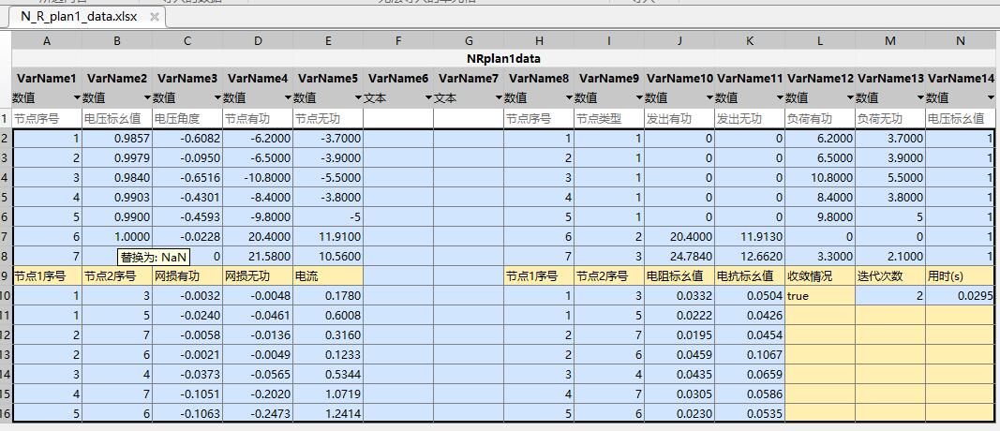 N_R_plan1_data.xlsx
A B C D E F G H I J K L M N
NRplan1data
VarName1 VarName2 VarName3 VarName4 VarName5 VarName6 VarName7 VarName8 VarName9 VarName10 VarName11 VarName12 VarName13 VarName14
数值 数值 数值 数值 数值 文本 文本 数值 数值 数值 数值 数值 数值 数值
1 节点序号 电压标幺值 电压角度 节点有功 节点无功 节点序号 节点类型 发出有功 发出无功 负荷有功 负荷无功 电压标幺值
2 1 0.9857 -0.6082 -6.2000 -3.7000 1 1 0 0 6.2000 3.7000 1
3 2 0.9979 -0.0950 -6.5000 -3.9000 2 1 0 0 6.5000 3.9000 1
4 3 0.9840 -0.6516 -10.8000 -5.5000 3 1 0 0 10.8000 5.5000 1
5 4 0.9903 -0.4301 -8.4000 -3.8000 4 1 0 0 8.4000 3.8000 1
6 5 0.9900 -0.4593 -9.8000 -5 5 1 0 0 9.8000 5 1
7 6 1.0000 -0.0228 20.4000 11.9100 6 2 20.4000 11.9130 0 0 1
8 7 替换为: NaN 0 21.5800 10.5600 7 3 24.7840 12.6620 3.3000 2.1000 1
9 节点1序号 节点2序号 网损有功 网损无功 电流 节点1序号 节点2序号 电阻标幺值 电抗标幺值 收敛情况 迭代次数 用时(s)
10 1 3 -0.0032 -0.0048 0.1780 1 3 0.0332 0.0504 true 2 0.0295
11 1 5 -0.0240 -0.0461 0.6008 1 5 0.0222 0.0426
12 2 7 -0.0058 -0.0136 0.3160 2 7 0.0195 0.0454
13 2 6 -0.0021 -0.0049 0.1233 2 6 0.0459 0.1067
14 3 4 -0.0373 -0.0565 0.5344 3 4 0.0435 0.0659
15 4 7 -0.1051 -0.2020 1.0719 4 7 0.0305 0.0586
16 5 6 -0.1063 -0.2473 1.2414 5 6 0.0230 0.0535